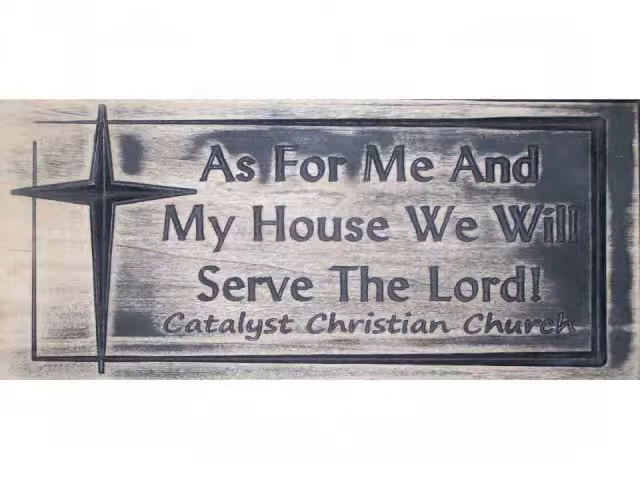 As For Me And
My House We Will
Serve The Lord!
Catalyst Christian Church